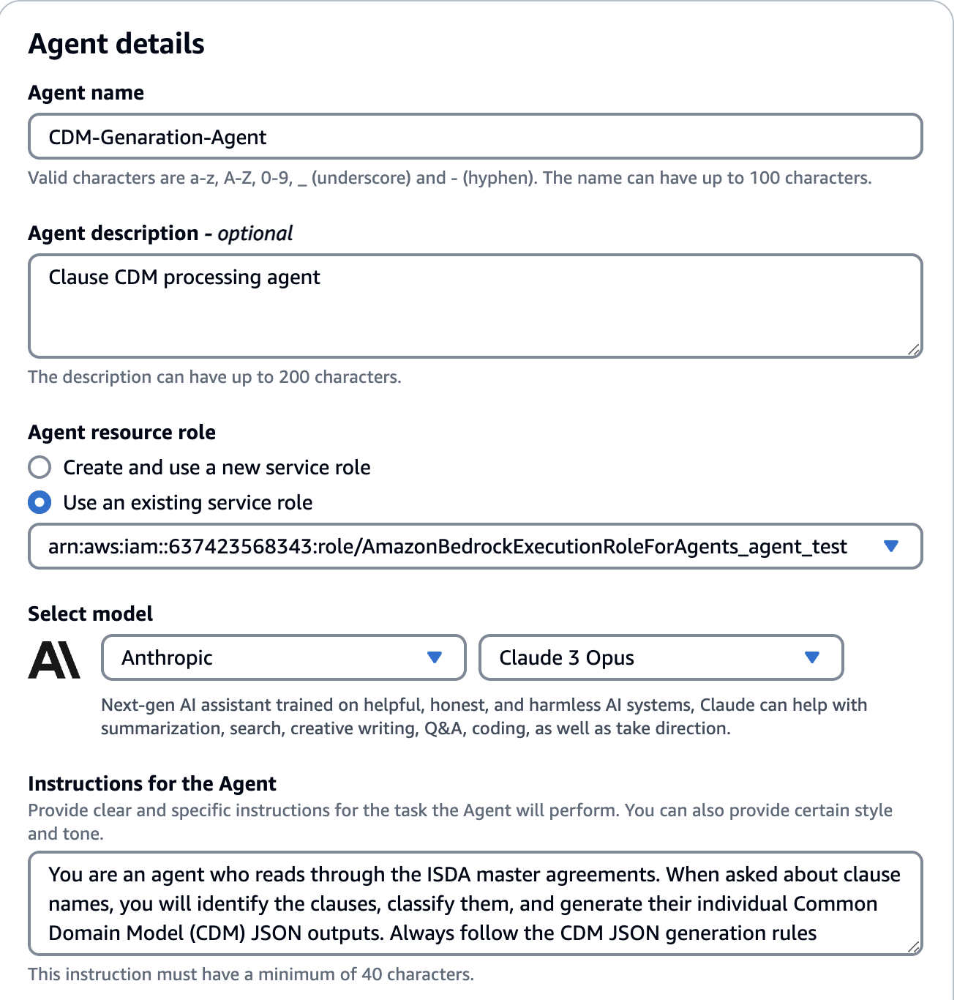 Agent details
Agent name
CDM-Genaration-Agent
Valid characters are a-z, A-Z, 0-9, _ (underscore) and - (hyphen). The name can have up to 100 characters.
Agent description - optional
Clause CDM processing agent
The description can have up to 200 characters.
Agent resource role
Create and use a new service role
Use an existing service role
arn:aws:iam::637423568343:role/AmazonBedrockExecutionRoleForAgents_agent_test
Select model
Anthropic
Claude 3 Opus
Next-gen AI assistant trained on helpful, honest, and harmless AI systems, Claude can help with
summarization, search, creative writing, Q&A, coding, as well as take direction.
Instructions for the Agent
Provide clear and specific instructions for the task the Agent will perform. You can also provide certain style
and tone.
You are an agent who reads through the ISDA master agreements. When asked about clause
names, you will identify the clauses, classify them, and generate their individual Common
Domain Model (CDM) JSON outputs. Always follow the CDM JSON generation rules
This instruction must have a minimum of 40 characters.